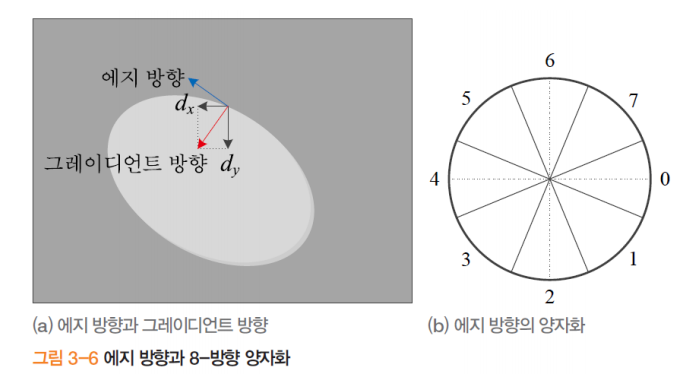 에지 방향
dx
그레이디언트 방향 dy
6
5 7
4 0
3 1
2
(a) 에지 방향과 그레이디언트 방향
(b) 에지 방향의 양자화
그림 3-6 에지 방향과 8-방향 양자화